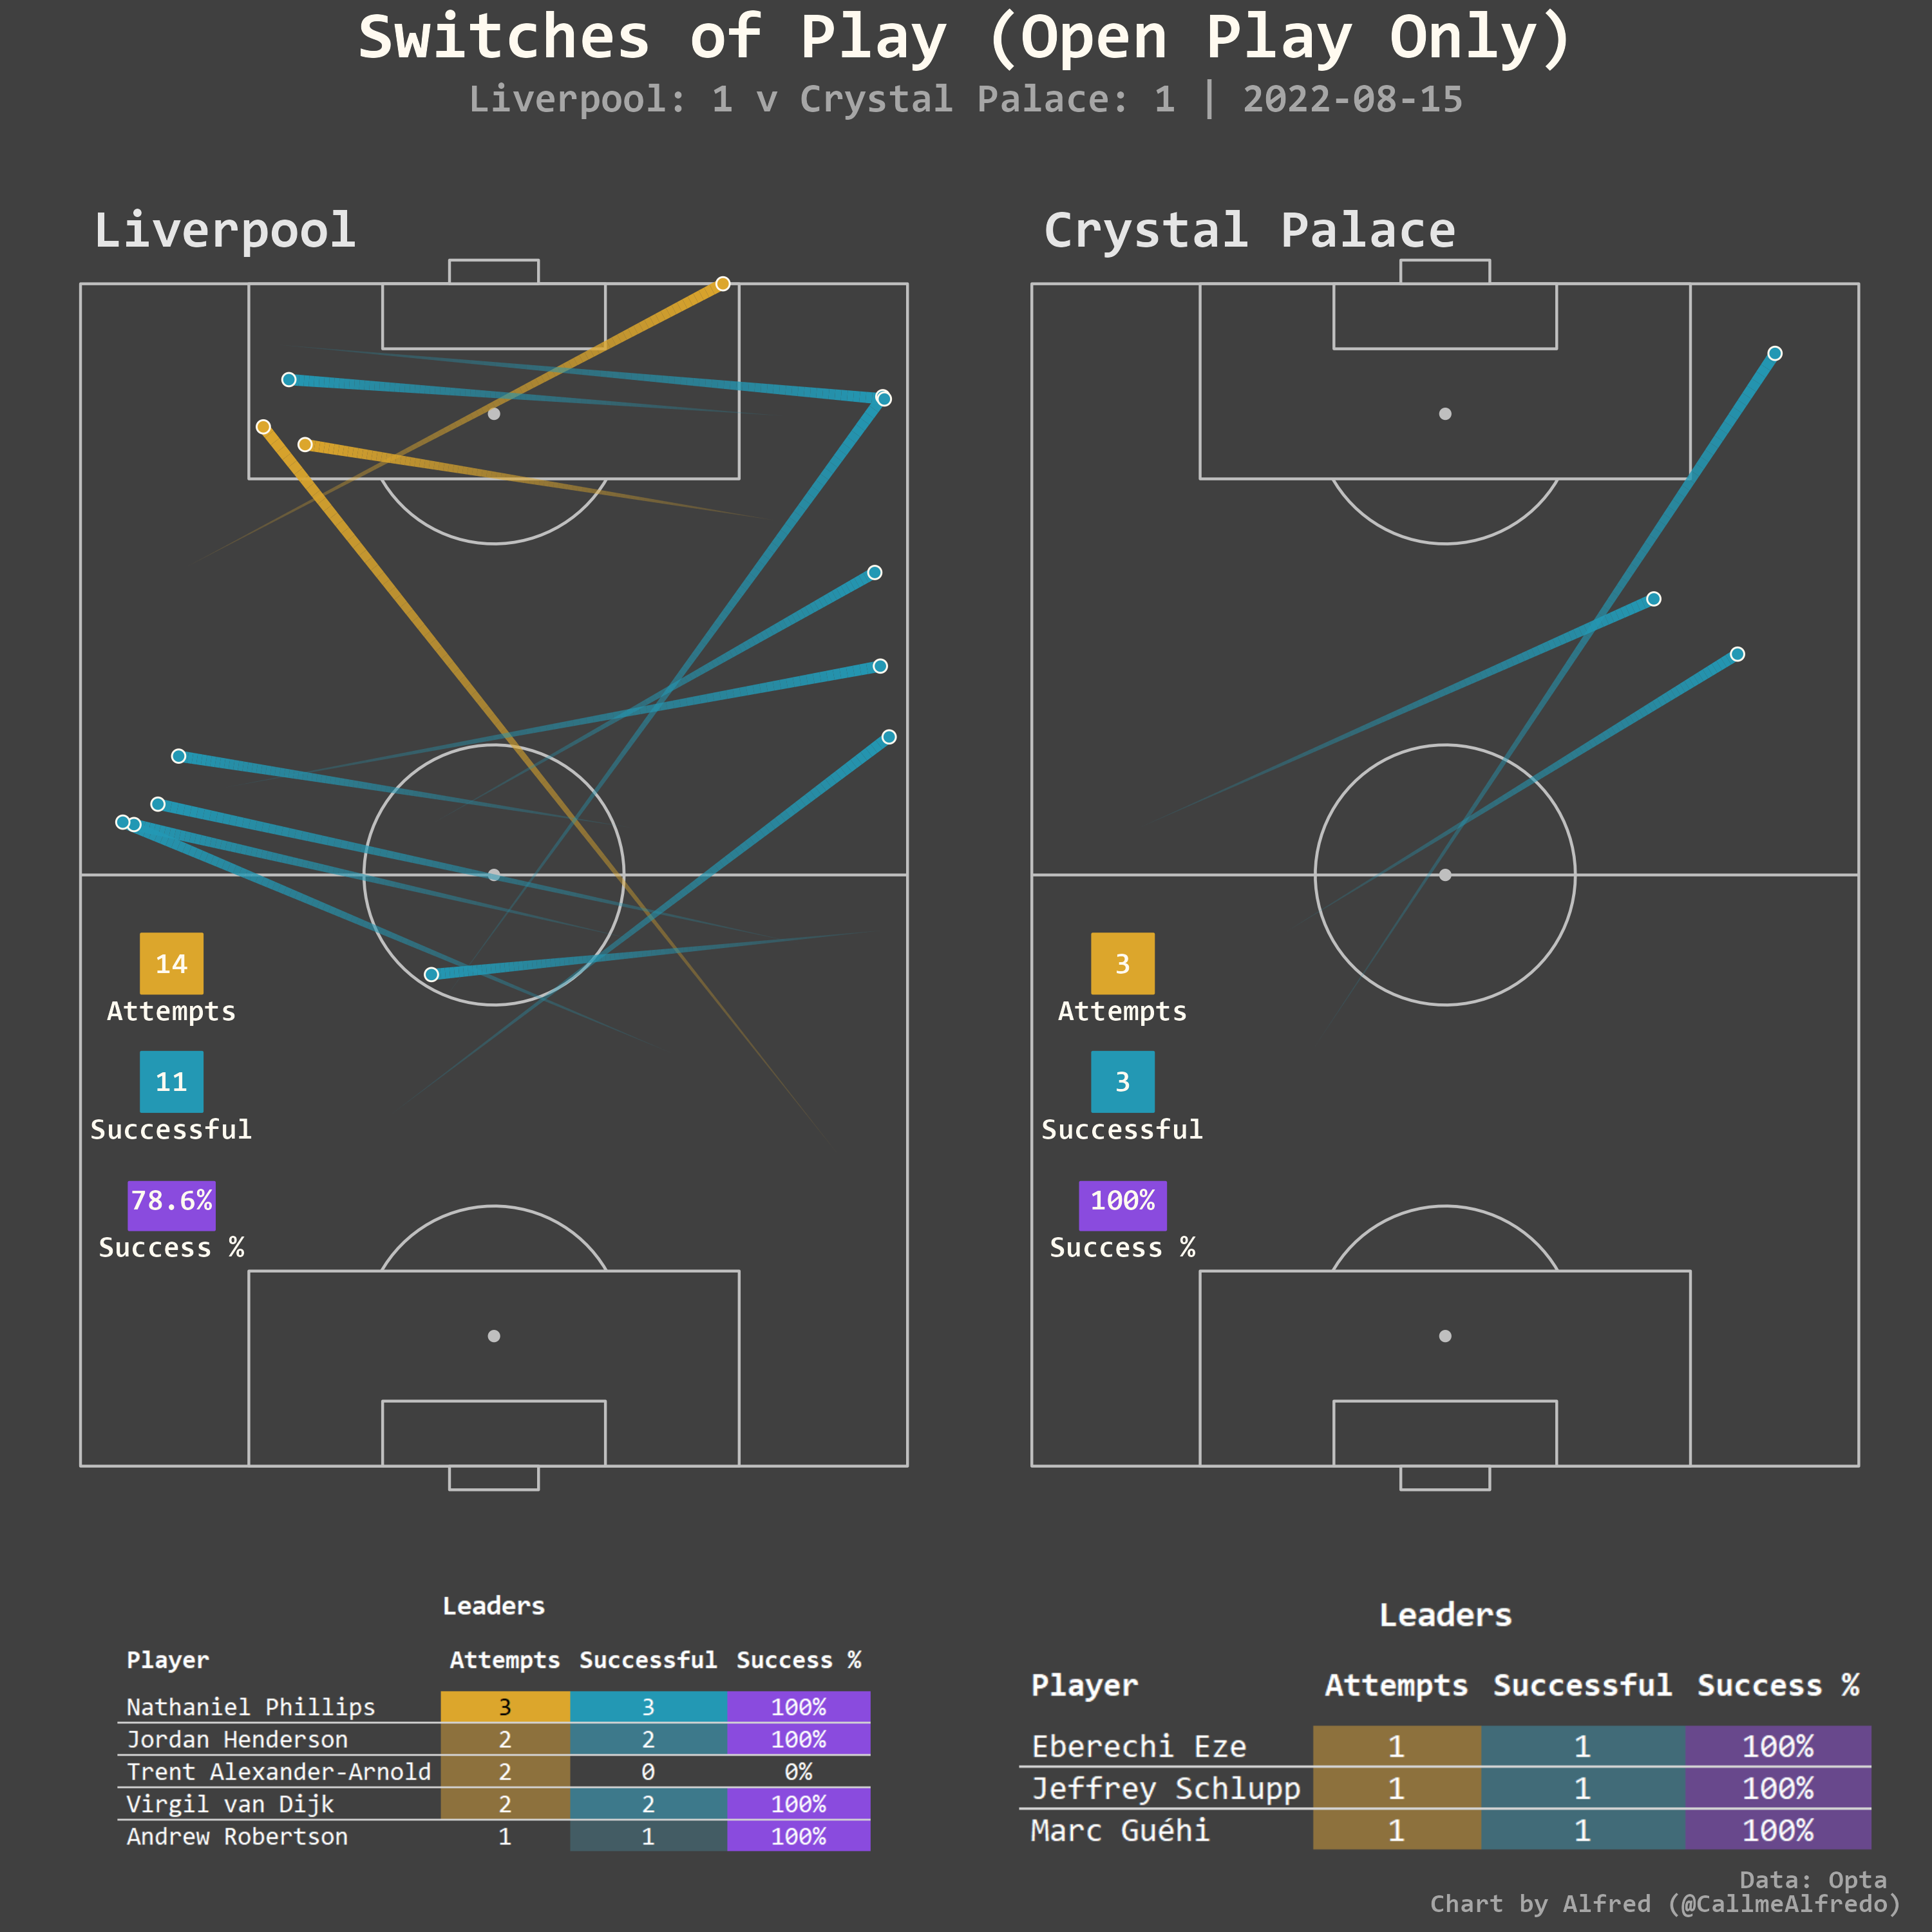 Switches of Play (Open Play Only)
Liverpool: 1 v Crystal Palace: 1 | 2022-08-15
Liverpool
14
Attempts
11
Successful
78.6%
Success %
Crystal Palace
3
Attempts
3
Successful
100%
Success %
Leaders
Player Attempts Successful Success %
Nathaniel Phillips 3 3 100%
Jordan Henderson 2 2 100%
Trent Alexander-Arnold 2 0 0%
Virgil van Dijk 2 2 100%
Andrew Robertson 1 1 100%
Leaders
Player Attempts Successful Success %
Eberechi Eze 1 1 100%
Jeffrey Schlupp 1 1 100%
Marc Guéhi 1 1 100%
Data: Opta
Chart by Alfred (@CallmeAlfredo)